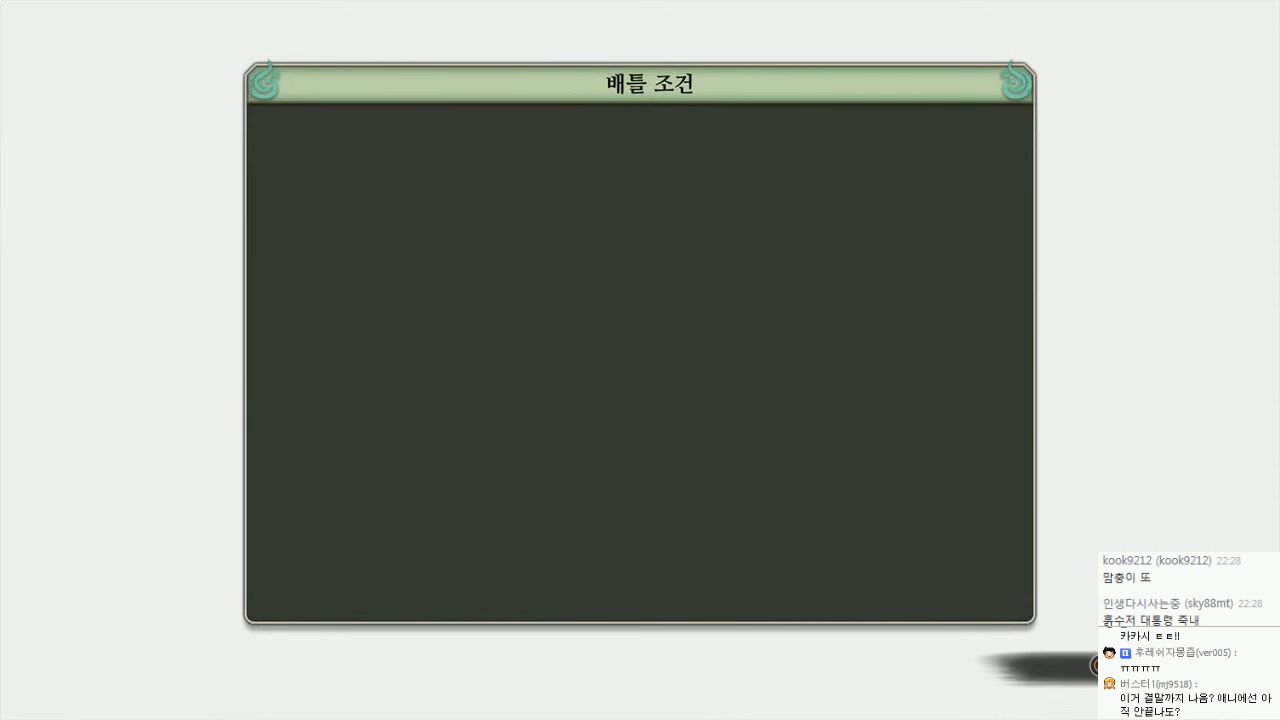 배틀 조건
kook9212 (kook9212) 22:28
맘충이 또
인생다시사는중 (sky88mt) 22:28
흙수저 대통령 죽내
카카시 ㅌㅌ!!
후레쉬자몽즙(ver005) :
ㅠㅠㅠㅠ
버스터!(mj9518) :
이거 결말까지 나옴? 애니에선 아
직 안끝나도?